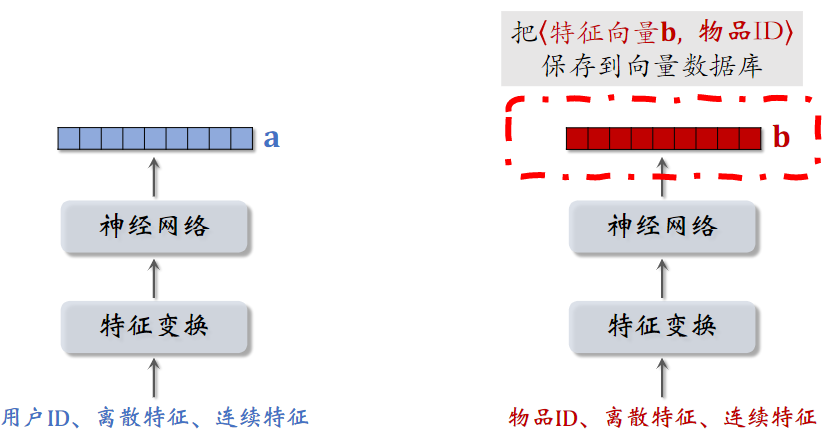 把⟨特征向量b, 物品ID⟩
保存到向量数据库
a
b
神经网络
神经网络
特征变换
特征变换
用户ID、离散特征、连续特征
物品ID、离散特征、连续特征